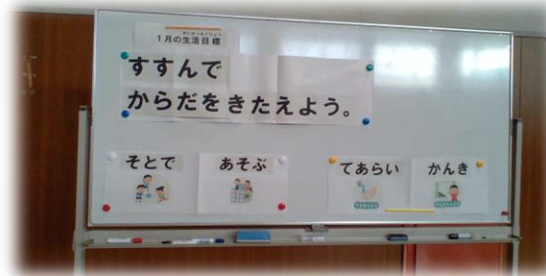 １月の生活目標
すすんで
からだをきたえよう。
そとで あそぶ てあらい かんき